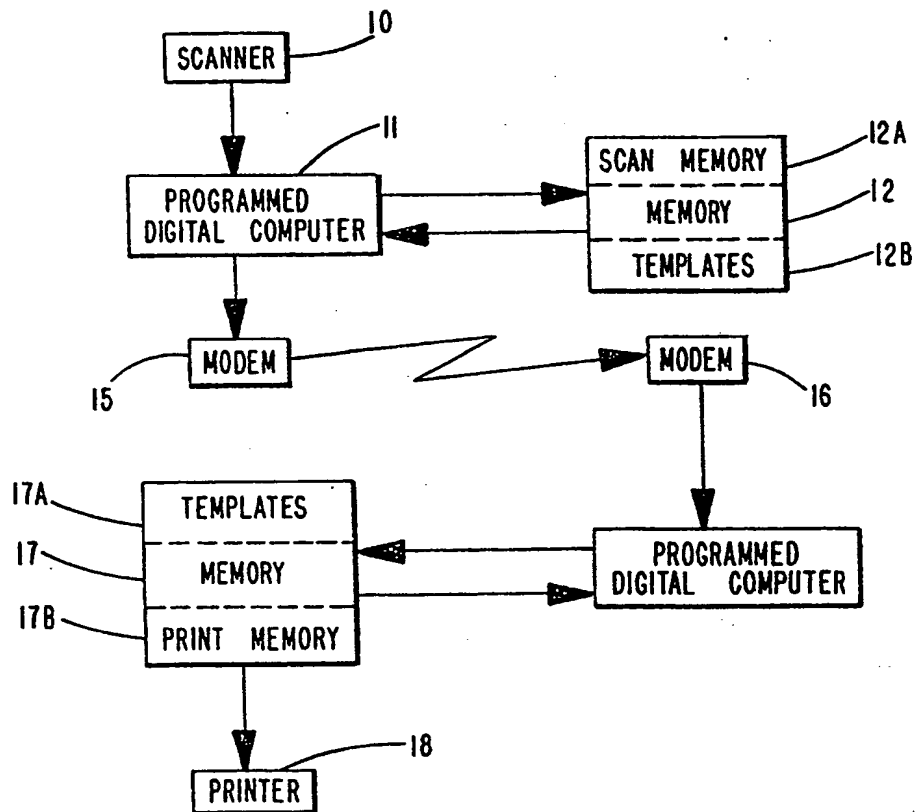 10
SCANNER
11
PROGRAMMED
DIGITAL COMPUTER
SCAN MEMORY
12A
MEMORY
12
TEMPLATES
12B
MODEM
15
MODEM
16
17A
TEMPLATES
17
MEMORY
17B
PRINT MEMORY
PROGRAMMED
DIGITAL COMPUTER
PRINTER
18